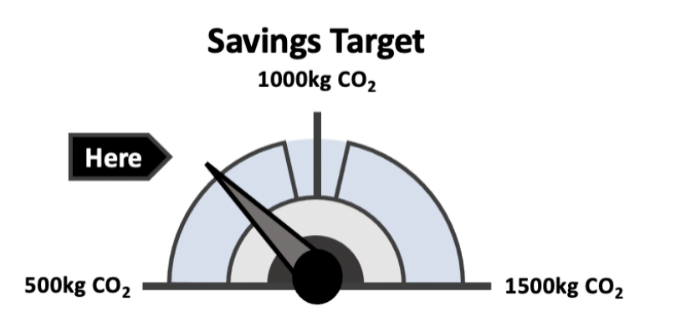 Savings Target
1000kg CO₂
Here
500kg CO₂
1500kg CO₂